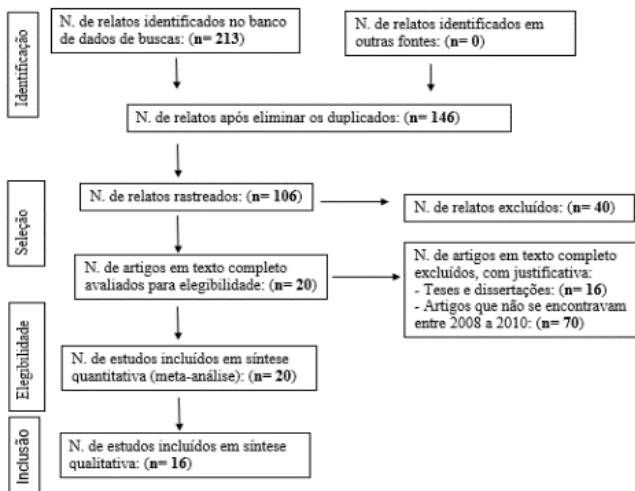 Identificação
N. de relatos identificados no banco
de dados de buscas: (n= 213)
N. de relatos identificados em
outras fontes: (n= 0)
N. de relatos após eliminar os duplicados: (n= 146)
Seleção
N. de relatos rastreados: (n= 106)
N. de relatos excluídos: (n= 40)
N. de artigos em texto completo
avaliados para elegibilidade: (n= 20)
N. de artigos em texto completo
excluídos, com justificativa:
- Teses e dissertações: (n= 16)
- Artigos que não se encontravam
entre 2008 a 2010: (n= 70)
Elegibilidade
N. de estudos incluídos em síntese
quantitativa (meta-análise): (n= 20)
Inclusão
N. de estudos incluídos em síntese
qualitativa: (n= 16)